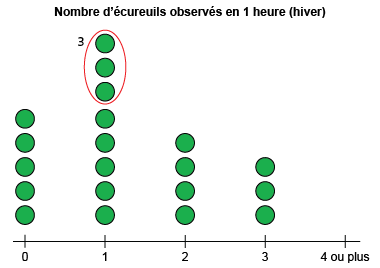 Nombre d'écureuils observés en 1 heure (hiver)
3
0 1 2 3 4 ou plus